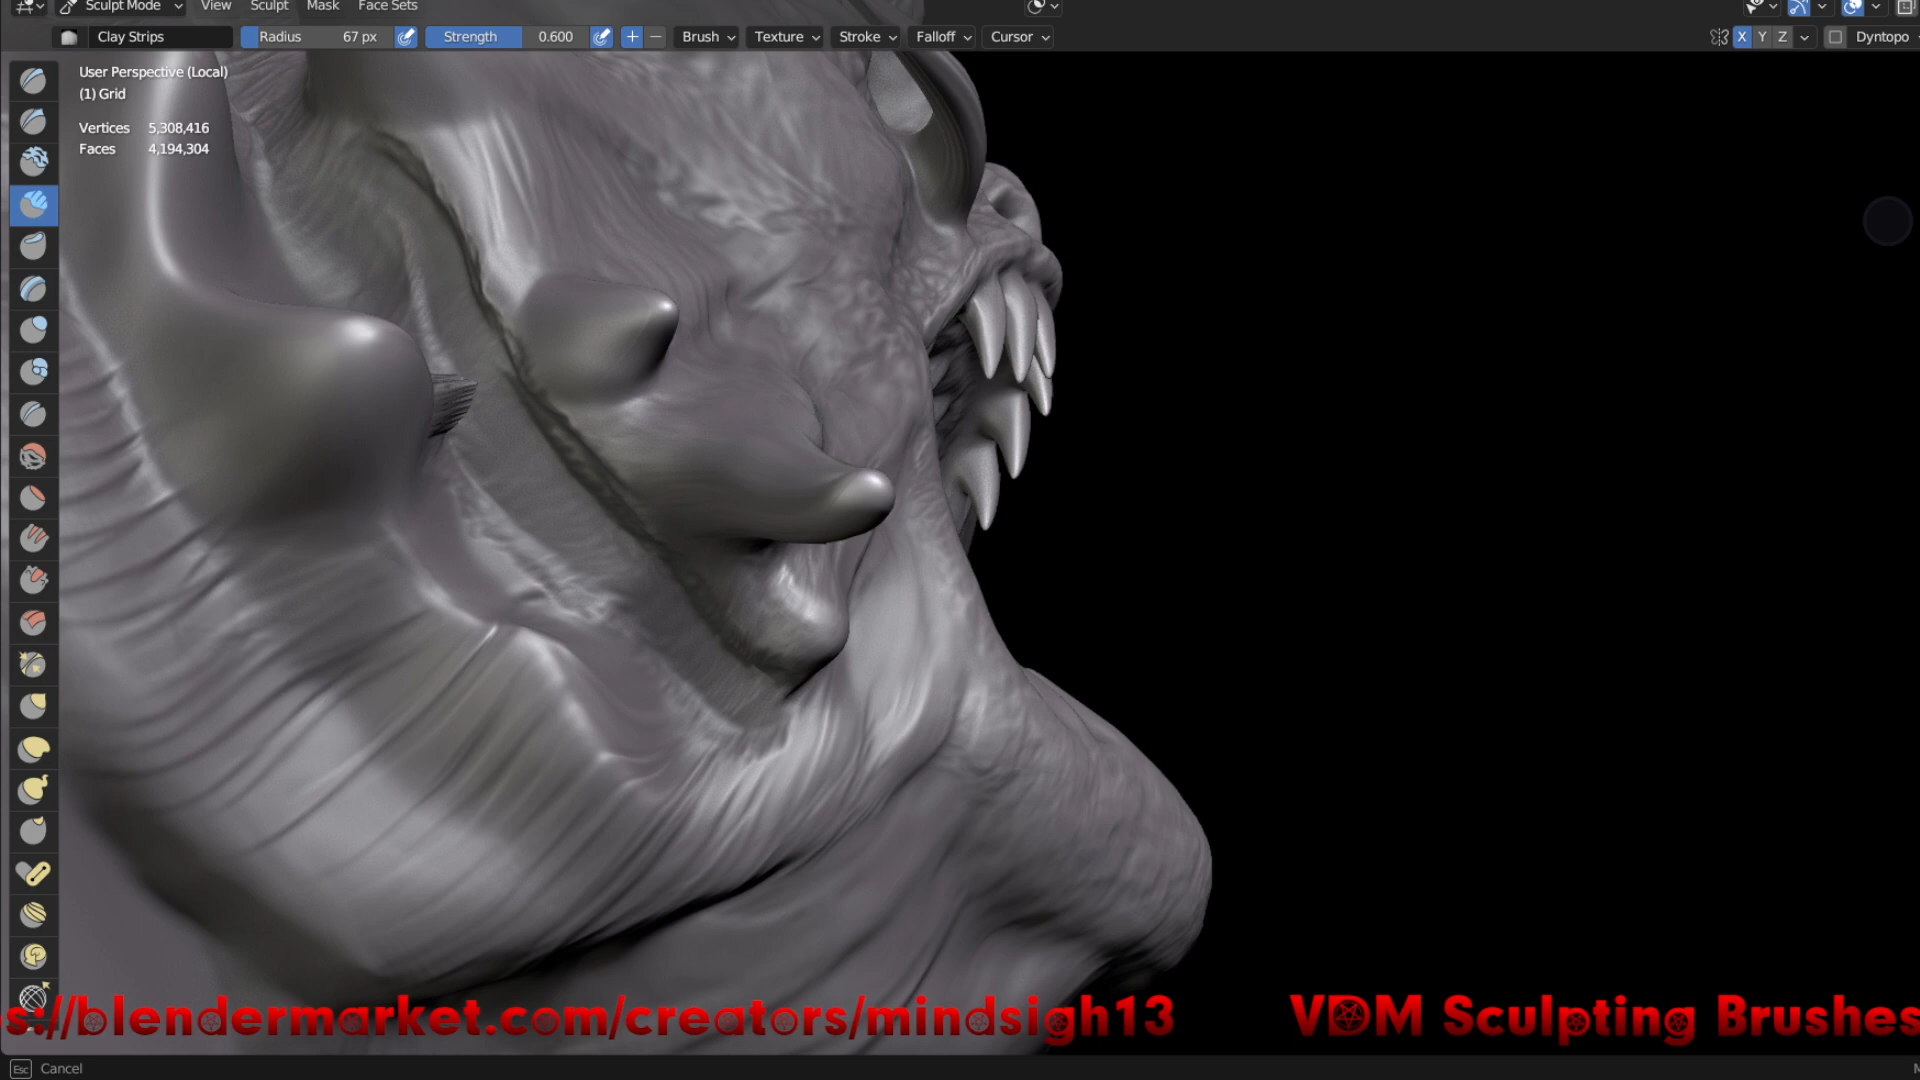 Sculpt Mode View Sculpt Mask Face Sets
Clay Strips Radius 67 px Strength 0.600 Brush Texture Stroke Falloff Cursor X Y Z Dyntopo
User Perspective (Local)
(1) Grid
Vertices 5,308,416
Faces 4,194,304
s://blendermarket.com/creators/mindsigh13 VDM Sculpting Brushes
Esc Cancel